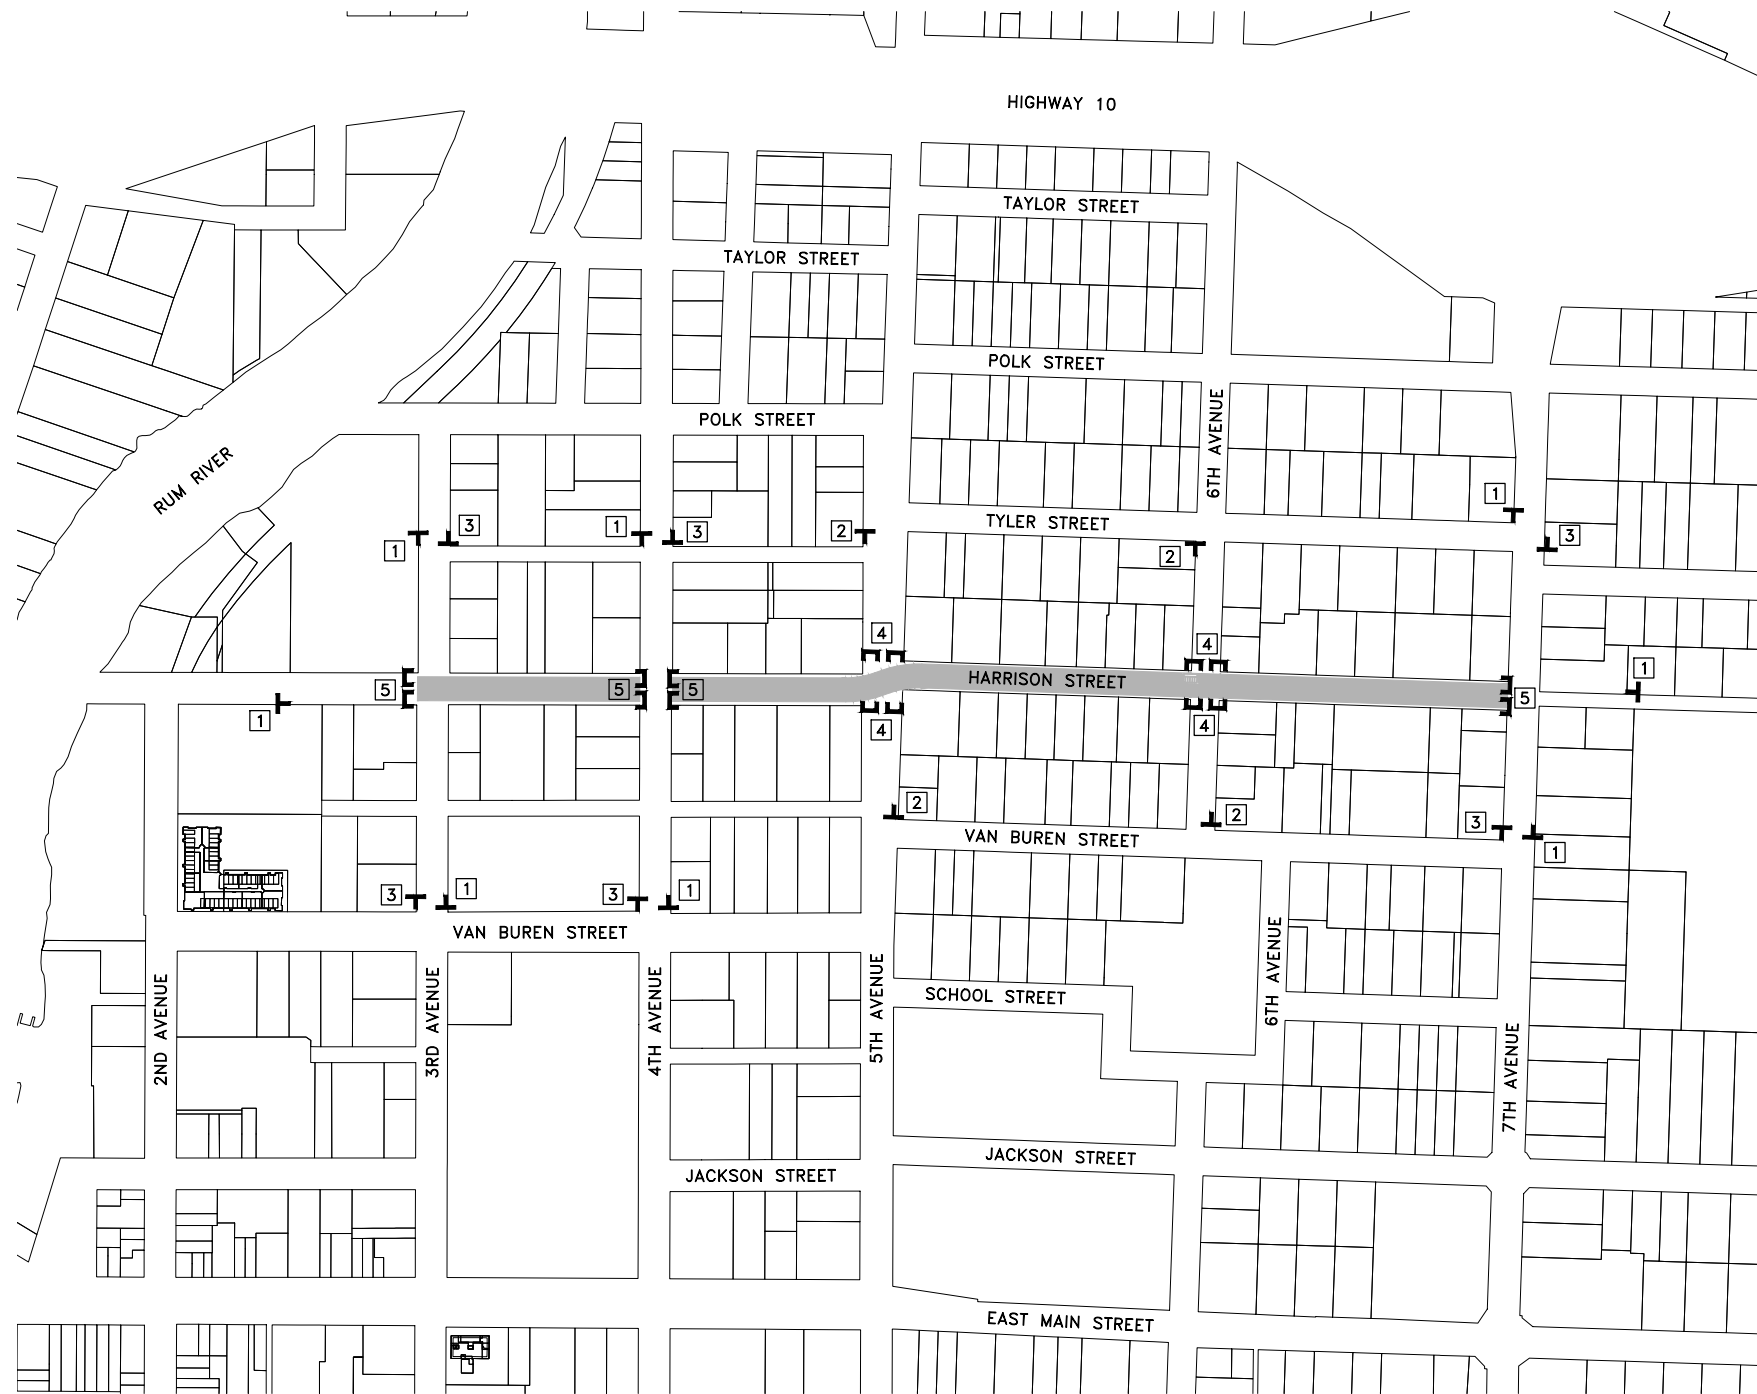 HIGHWAY 10
TAYLOR STREET
TAYLOR STREET
POLK STREET
6TH AVENUE
POLK STREET
RUM RIVER
1
3
1
3
2
TYLER STREET
1
2
3
4
4
5
5
5
HARRISON STREET
1
5
1
4
4
2
2
3
1
VAN BUREN STREET
3
1
3
1
VAN BUREN STREET
2ND AVENUE
3RD AVENUE
4TH AVENUE
5TH AVENUE
SCHOOL STREET
6TH AVENUE
7TH AVENUE
JACKSON STREET
JACKSON STREET
EAST MAIN STREET